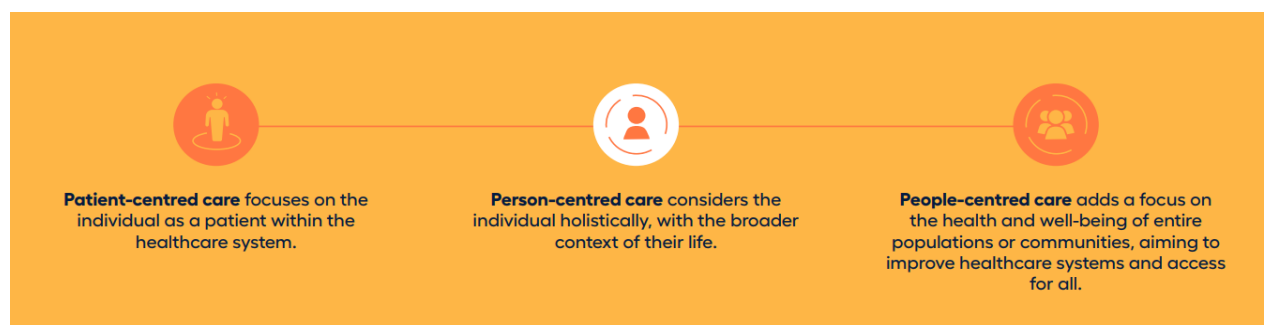 Patient-centred care focuses on the
individual as a patient within the
healthcare system.
Person-centred care considers the
individual holistically, with the broader
context of their life.
People-centred care adds a focus on
the health and well-being of entire
populations or communities, aiming to
improve healthcare systems and access
for all.